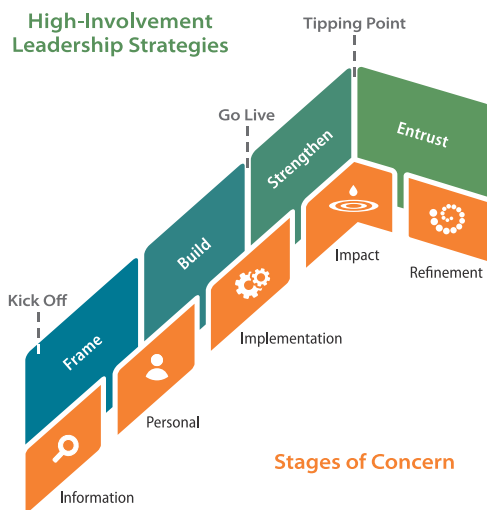 High-Involvement
Leadership Strategies
Tipping Point
Go Live
Kick Off
Frame
Build
Strengthen
Entrust
Information
Personal
Implementation
Impact
Refinement
Stages of Concern